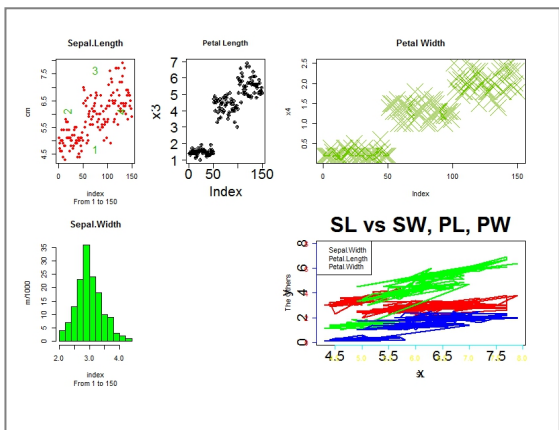 Sepal.Length
7.5
6.5
5.5
4.5
cm
1
2
3
0 50 100 150
index
From 1 to 150
Petal Length
7
6
5
4
3
2
1
x3
0 50 150
Index
Petal Width
2.5
2.0
1.5
1.0
0.5
x4
0 50 100 150
Index
Sepal.Width
35
30
25
20
15
10
5
0
m/1000
2.0 3.0 4.0
index
From 1 to 150
SL vs SW, PL, PW
8
6
4
2
0
The others
y
Sepal.Width
Petal.Length
Petal.Width
4.5 5.5 6.5 7.5
x